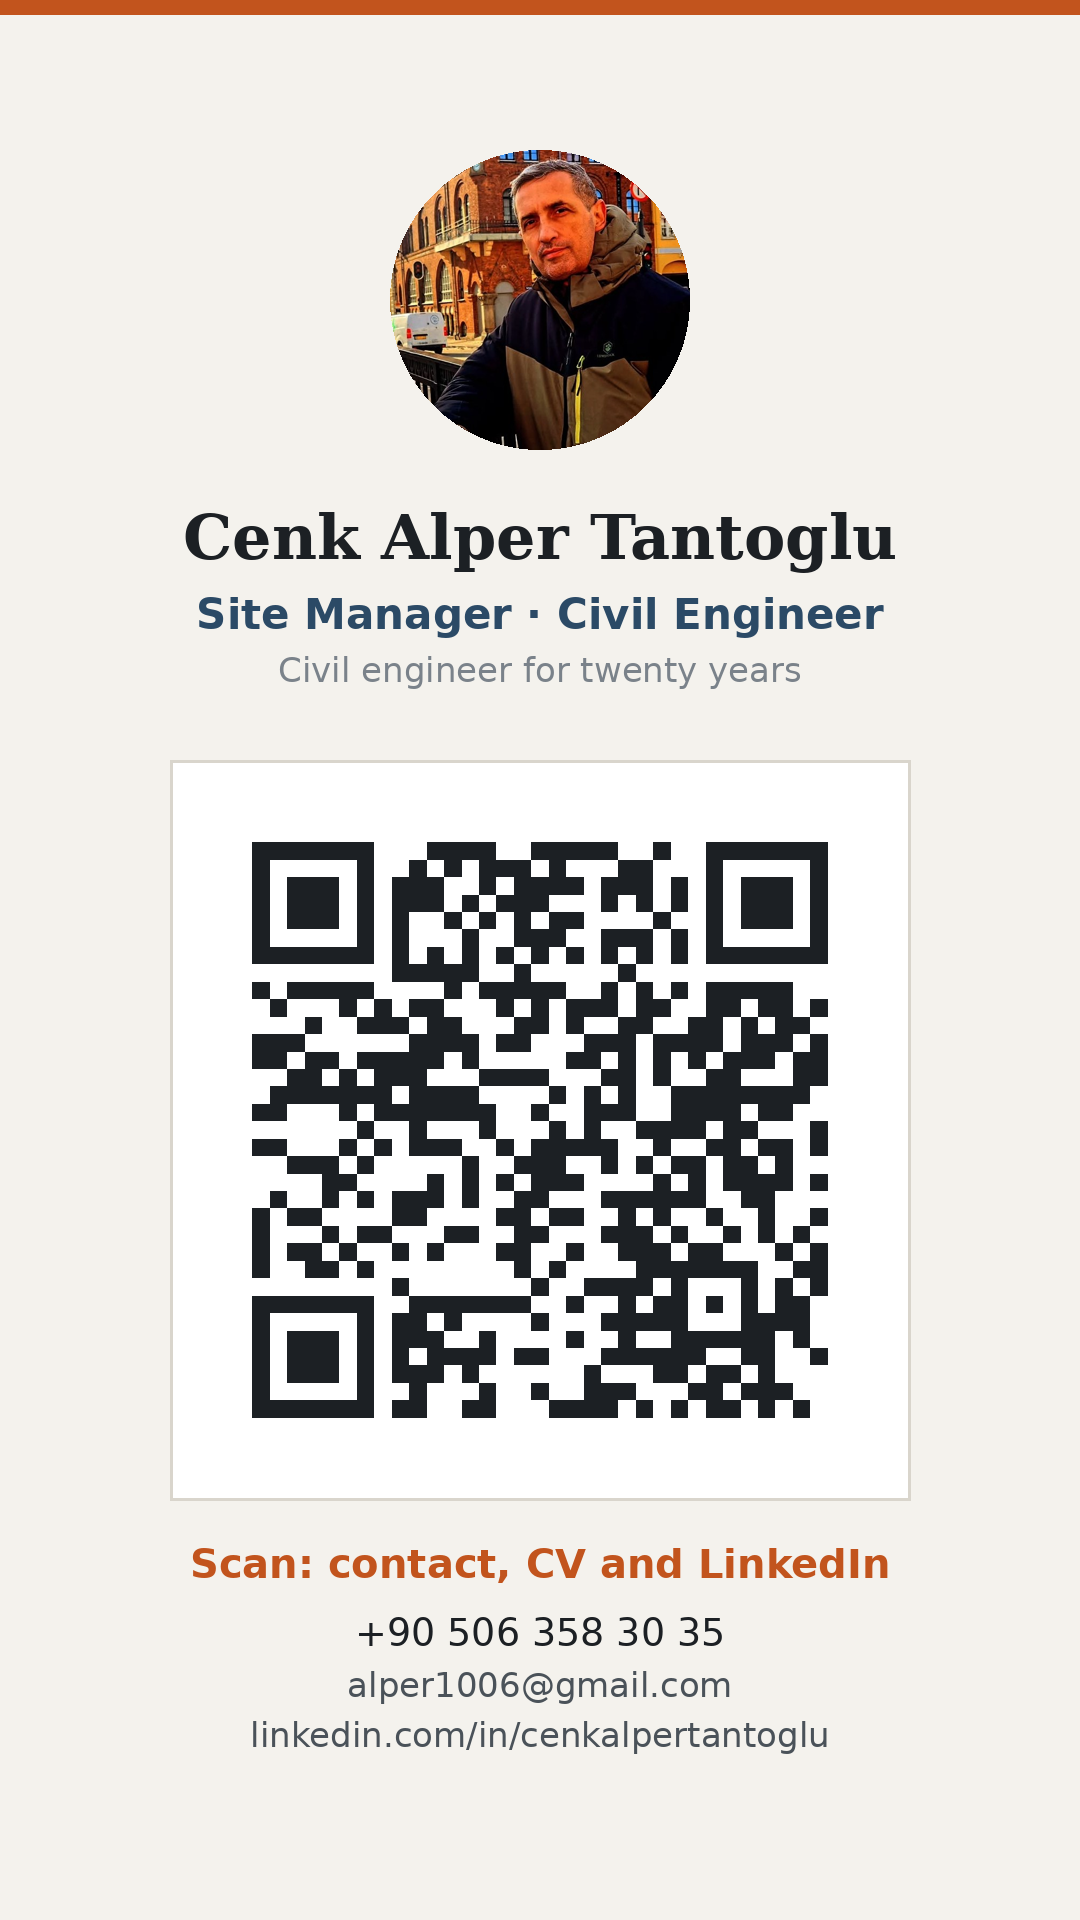 Cenk Alper Tantoglu
Site Manager · Civil Engineer
Civil engineer for twenty years
Scan: contact, CV and LinkedIn
+90 506 358 30 35
alper1006@gmail.com
linkedin.com/in/cenkalpertantoglu